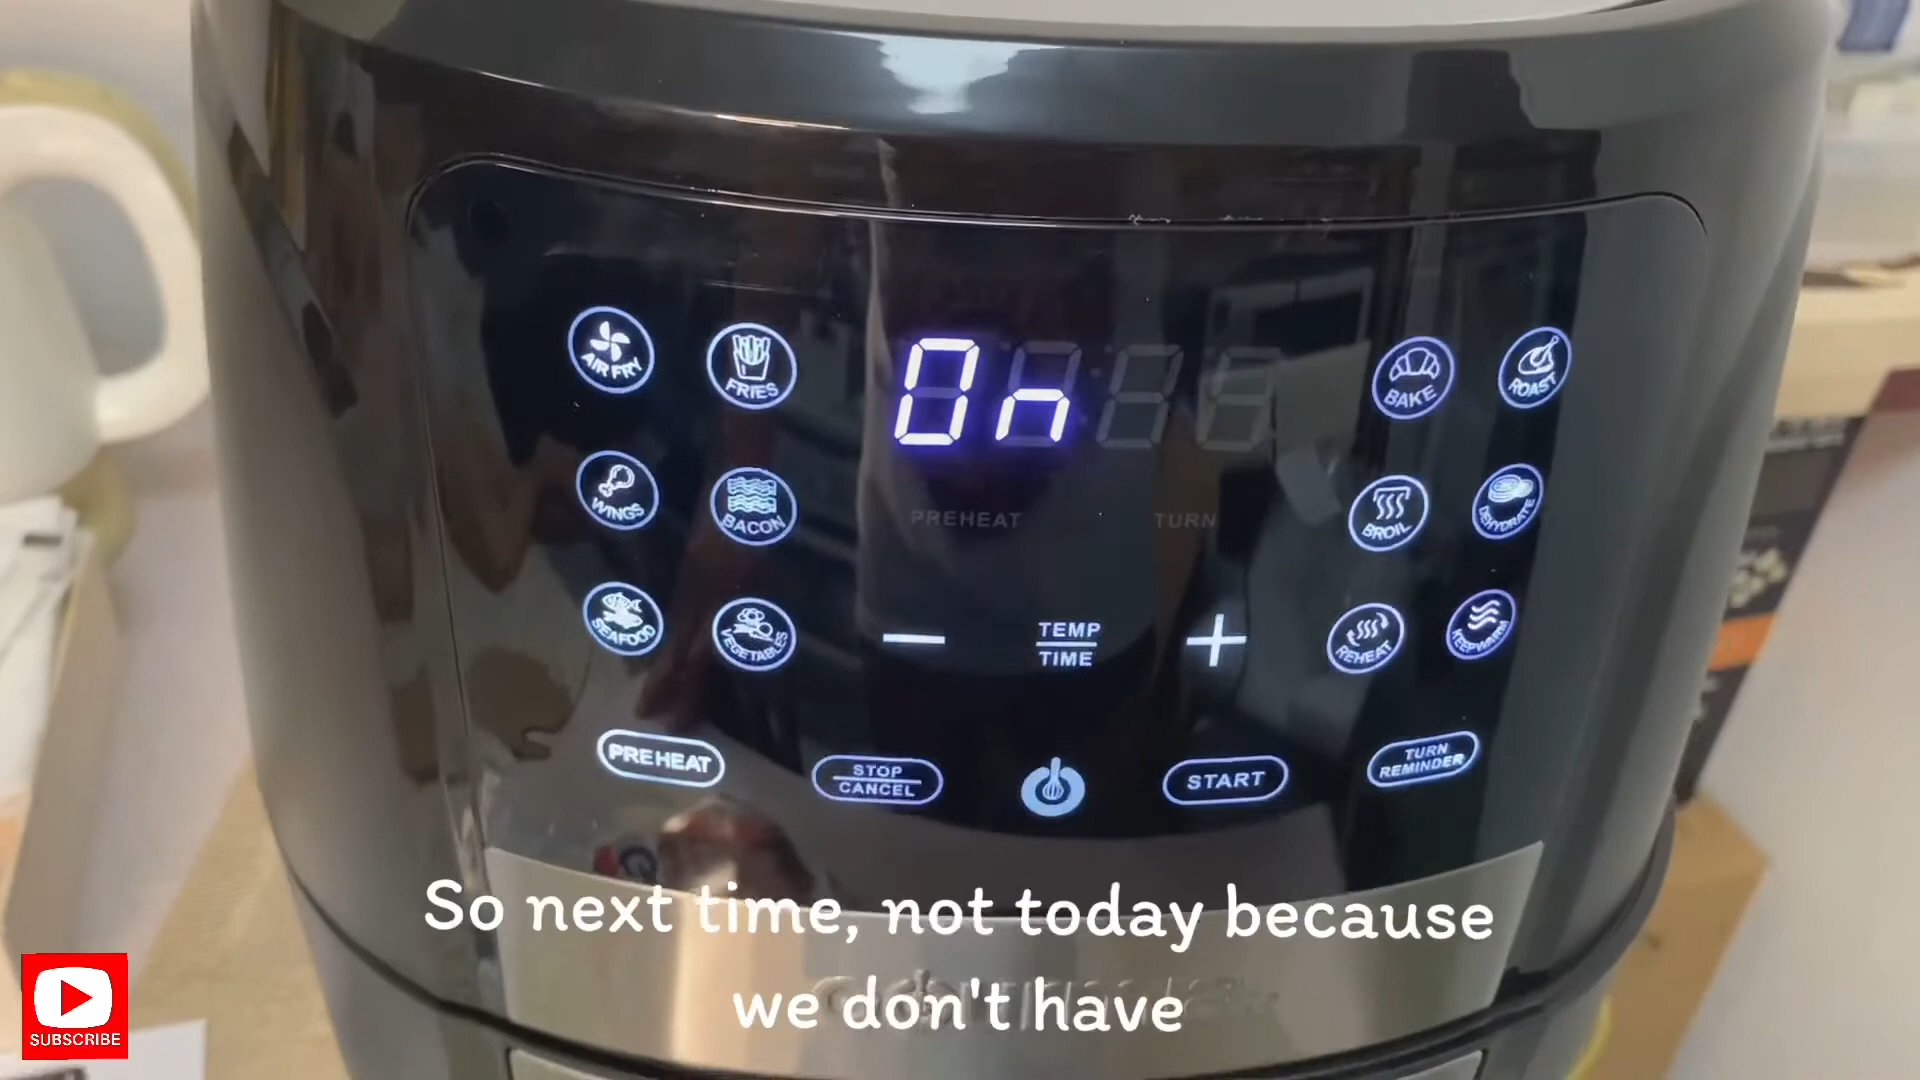 AIR FRY
FRIES
On
BAKE
ROAST
WINGS
BACON
PREHEAT
TURN
BROIL
DEHYDRATE
SEAFOOD
VEGETABLES
TEMP
TIME
REHEAT
KEEP WARM
PREHEAT
STOP
CANCEL
START
TURN
REMINDER
So next time, not today because
we don't have
SUBSCRIBE